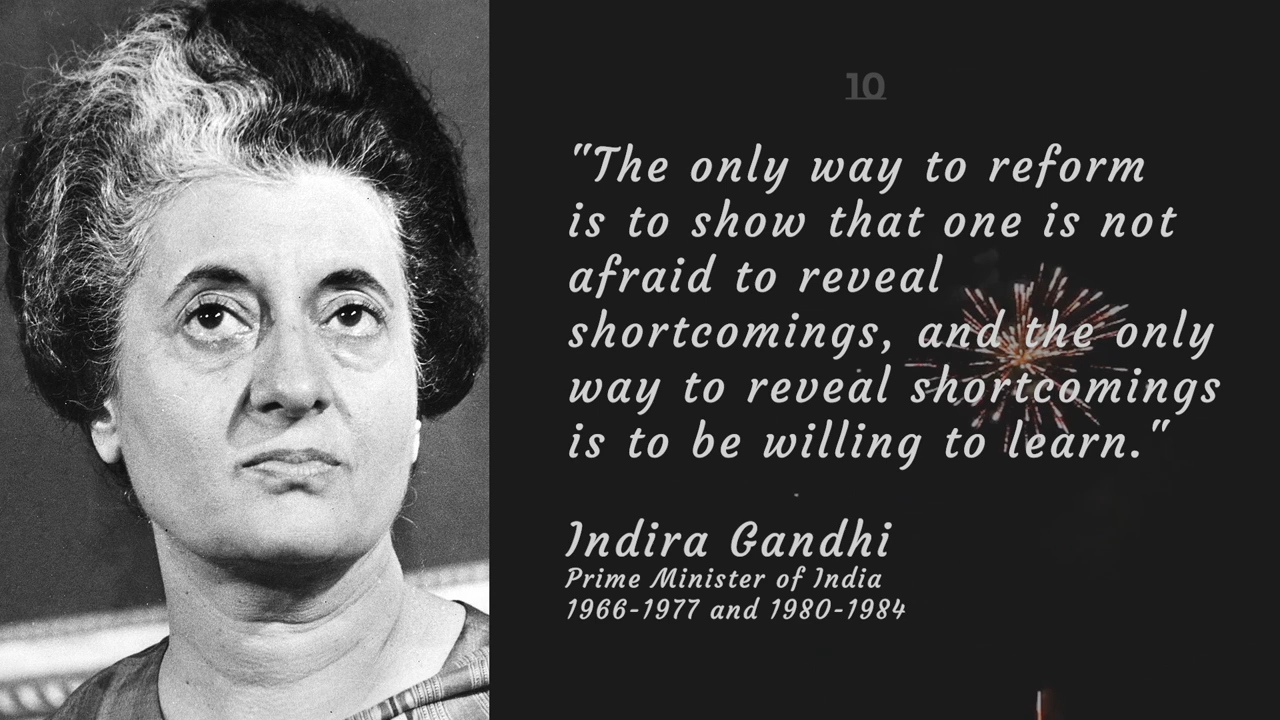 10
"The only way to reform
is to show that one is not
afraid to reveal
shortcomings, and the only
way to reveal shortcomings
is to be willing to learn."
Indira Gandhi
Prime Minister of India
1966-1977 and 1980-1984